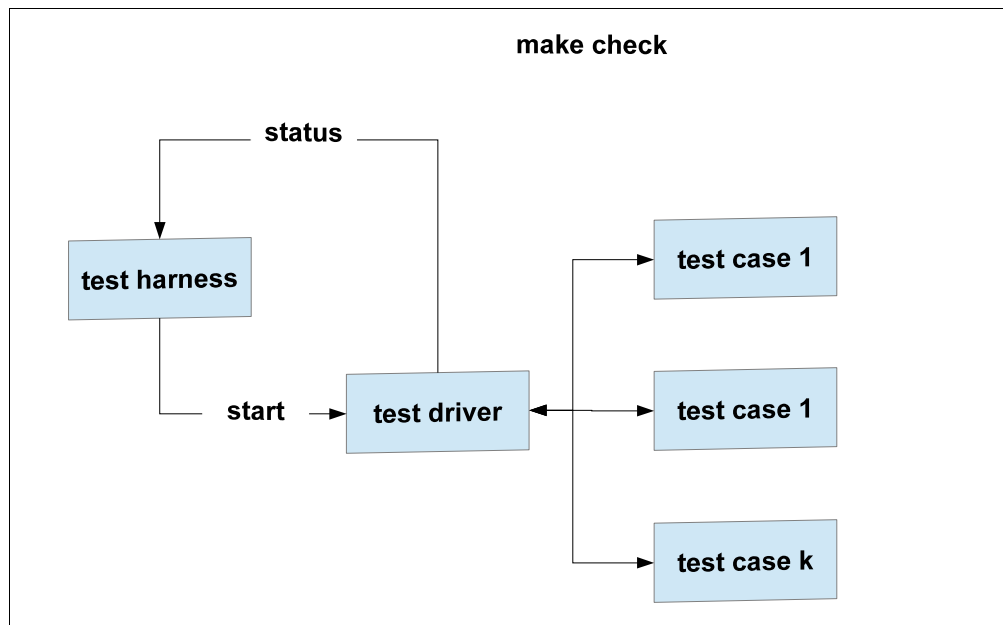 make check
status
test harness
start
test driver
test case 1
test case 1
test case k